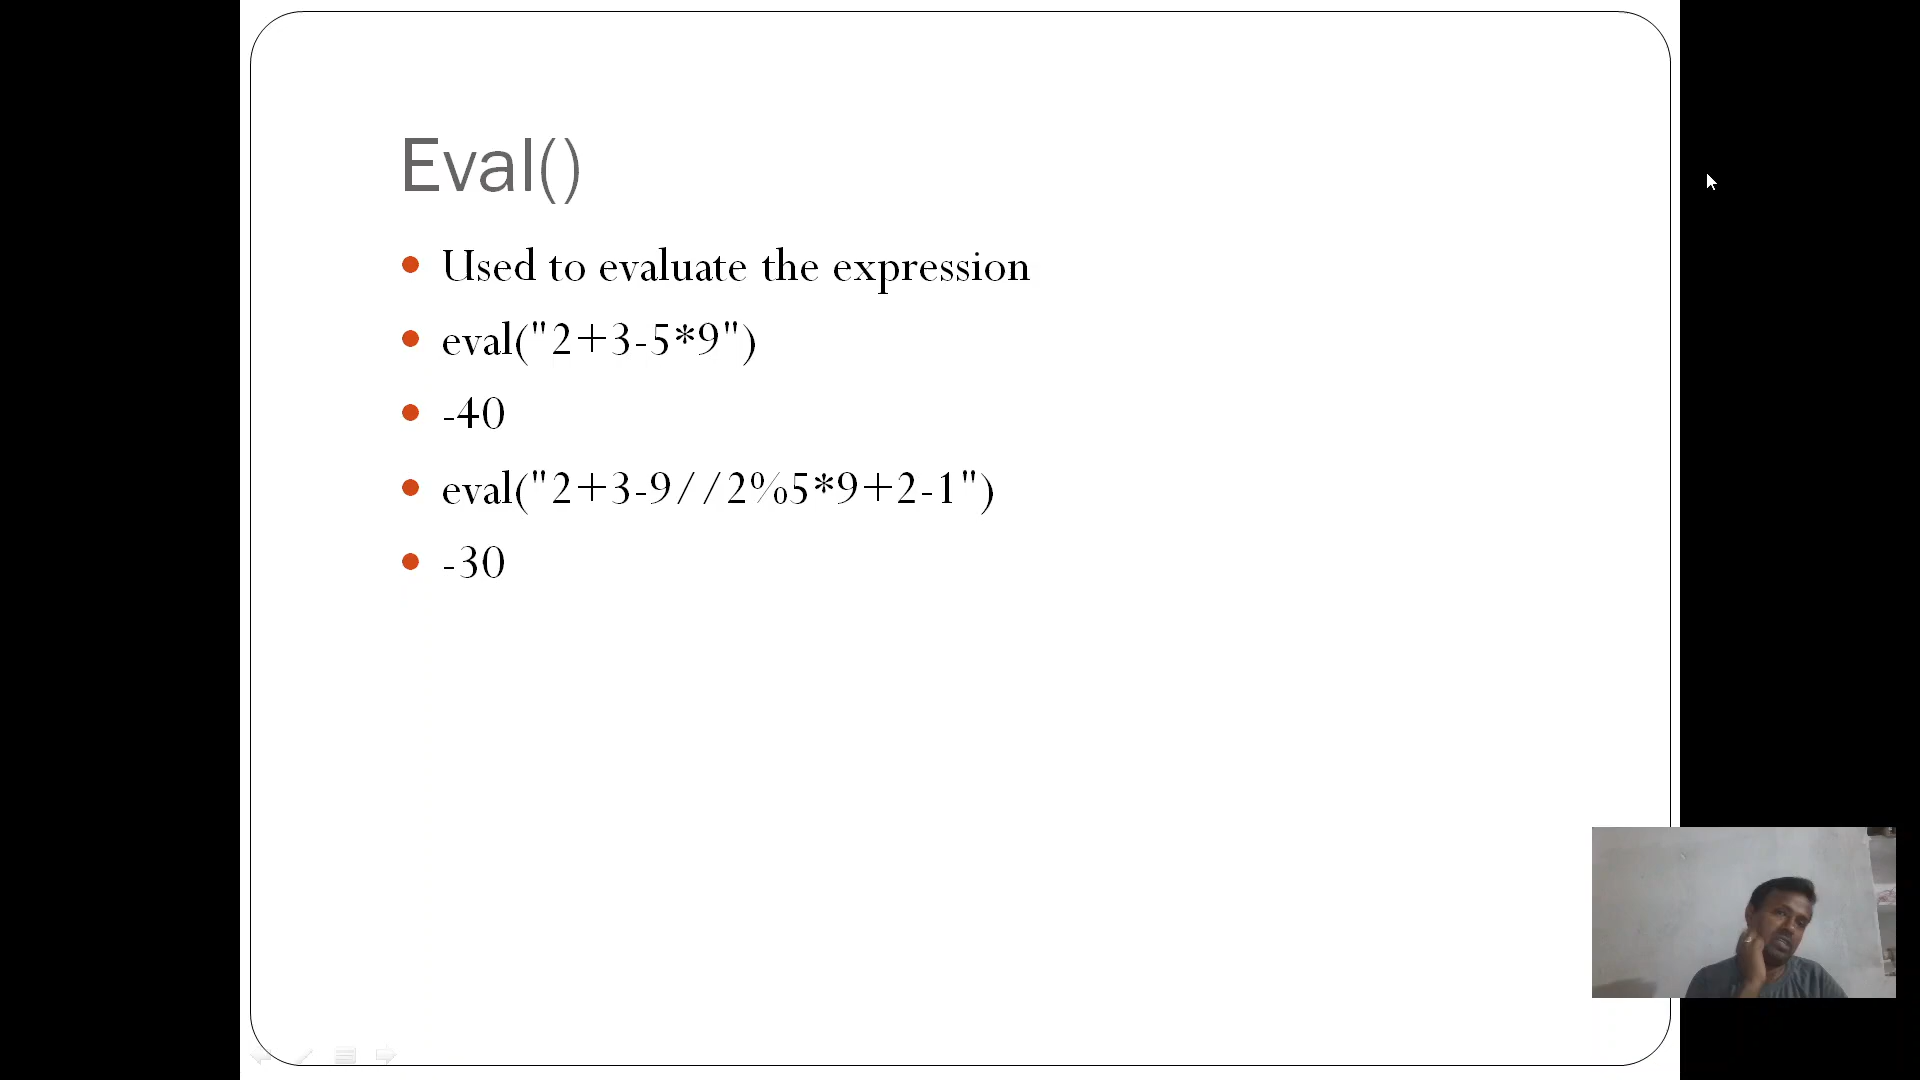 Eval()
Used to evaluate the expression
eval("2+3-5*9")
-40
eval("2+3-9//2%5*9+2-1")
-30